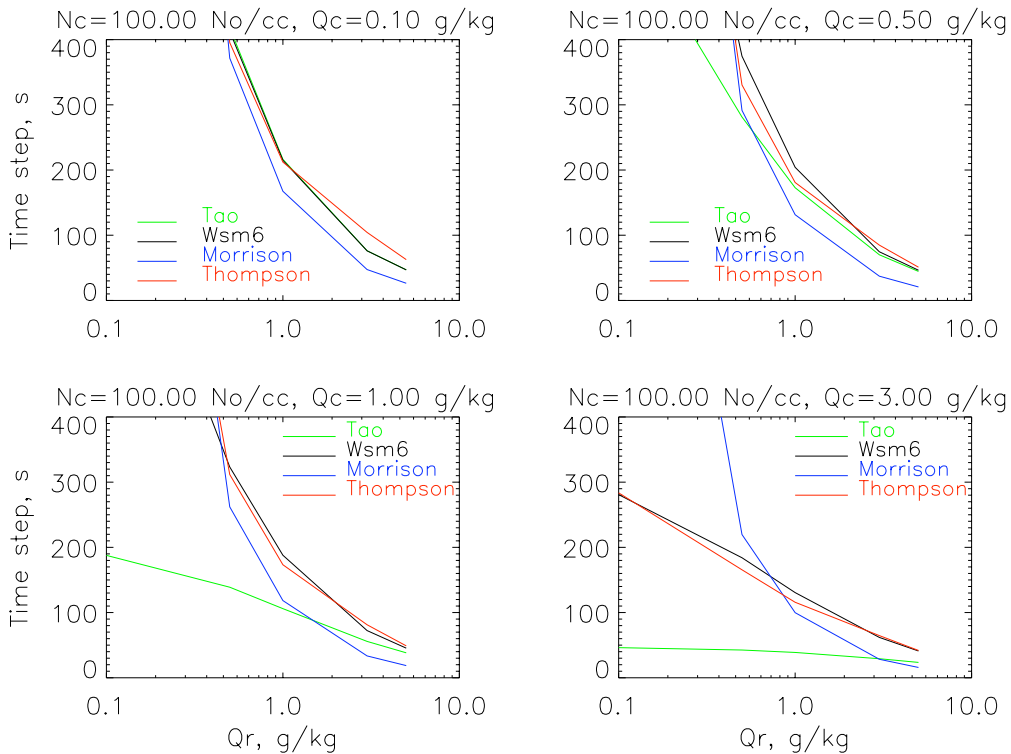 Nc=100.00 No/cc, Qc=0.10 g/kg
400
300
200
100
0
Time step, s
Tao
Wsm6
Morrison
Thompson
0.1
1.0
10.0
Nc=100.00 No/cc, Qc=0.50 g/kg
400
300
200
100
0
Tao
Wsm6
Morrison
Thompson
0.1
1.0
10.0
Nc=100.00 No/cc, Qc=1.00 g/kg
400
300
200
100
0
Time step, s
Tao
Wsm6
Morrison
Thompson
0.1
1.0
10.0
Qr, g/kg
Nc=100.00 No/cc, Qc=3.00 g/kg
400
300
200
100
0
Tao
Wsm6
Morrison
Thompson
0.1
1.0
10.0
Qr, g/kg